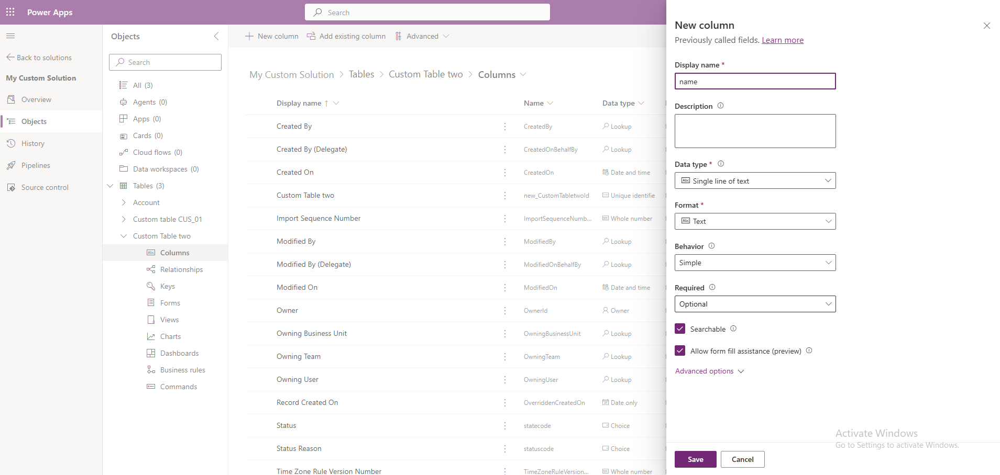 Power Apps
Search
Back to solutions
My Custom Solution
Overview
Objects
History
Pipelines
Source control
Objects
Search
All (3)
Agents (0)
Apps (0)
Cards (0)
Cloud flows (0)
Data workspaces (0)
Tables (3)
Account
Custom table CUS_01
Custom Table two
Columns
Relationships
Keys
Forms
Views
Charts
Dashboards
Business rules
Commands
New column Add existing column Advanced
My Custom Solution > Tables > Custom Table two > Columns
Display name ↑ Name Data type
Created By CreatedBy Lookup
Created By (Delegate) CreatedOnBehalfBy Lookup
Created On CreatedOn Date and time
Custom Table two new_CustomTabletwoId Unique identifie
Import Sequence Number ImportSequenceNumb... Whole number
Modified By ModifiedBy Lookup
Modified By (Delegate) ModifiedOnBehalfBy Lookup
Modified On ModifiedOn Date and time
Owner OwnerId Owner
Owning Business Unit OwningBusinessUnit Lookup
Owning Team OwningTeam Lookup
Owning User OwningUser Lookup
Record Created On OverriddenCreatedOn Date only
Status statecode Choice
Status Reason statuscode Choice
Time Zone Rule Version Number TimeZoneRuleVersion... Whole number
New column
Previously called fields. Learn more
Display name *
name
Description
Data type *
Abc Single line of text
Format *
Abc Text
Behavior
Simple
Required
Optional
Searchable
Allow form fill assistance (preview)
Advanced options
Activate Windows
Go to Settings to activate Windows.
Save Cancel